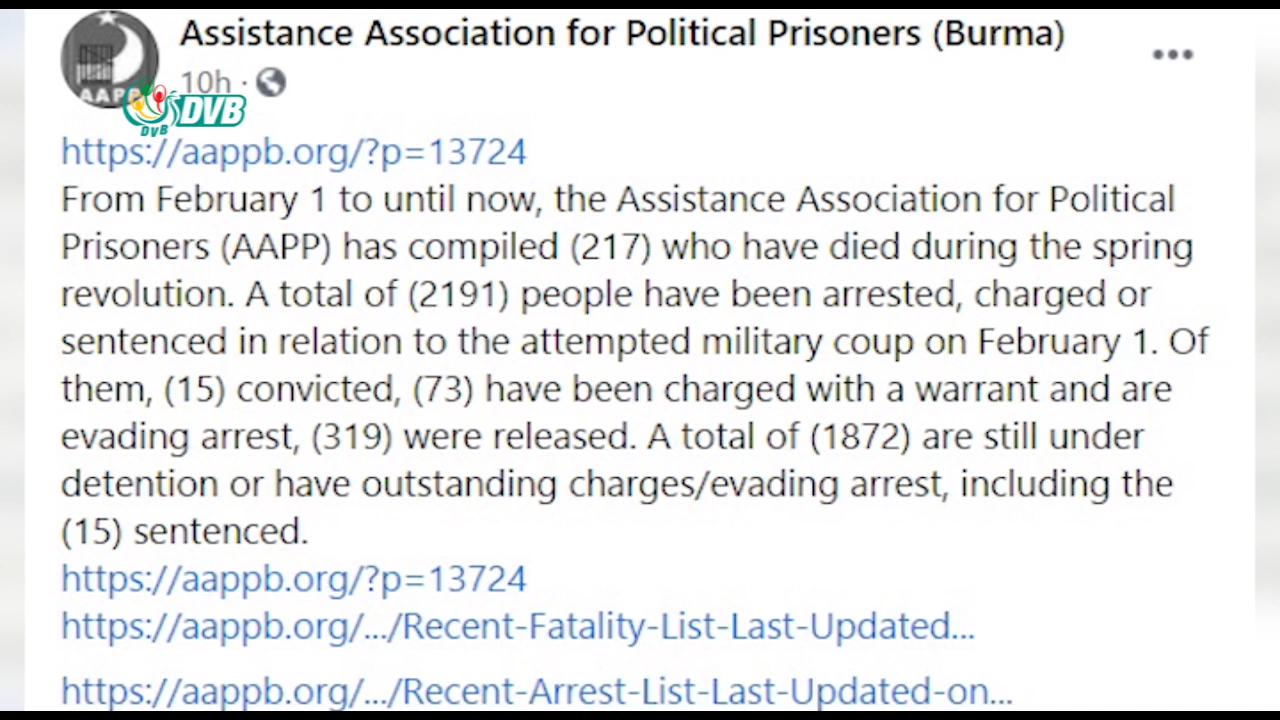 Assistance Association for Political Prisoners (Burma)
10h ·
AAPP
DVB
DVB
https://aappb.org/?p=13724
From February 1 to until now, the Assistance Association for Political
Prisoners (AAPP) has compiled (217) who have died during the spring
revolution. A total of (2191) people have been arrested, charged or
sentenced in relation to the attempted military coup on February 1. Of
them, (15) convicted, (73) have been charged with a warrant and are
evading arrest, (319) were released. A total of (1872) are still under
detention or have outstanding charges/evading arrest, including the
(15) sentenced.
https://aappb.org/?p=13724
https://aappb.org/.../Recent-Fatality-List-Last-Updated...
https://aappb.org/.../Recent-Arrest-List-Last-Updated-on...